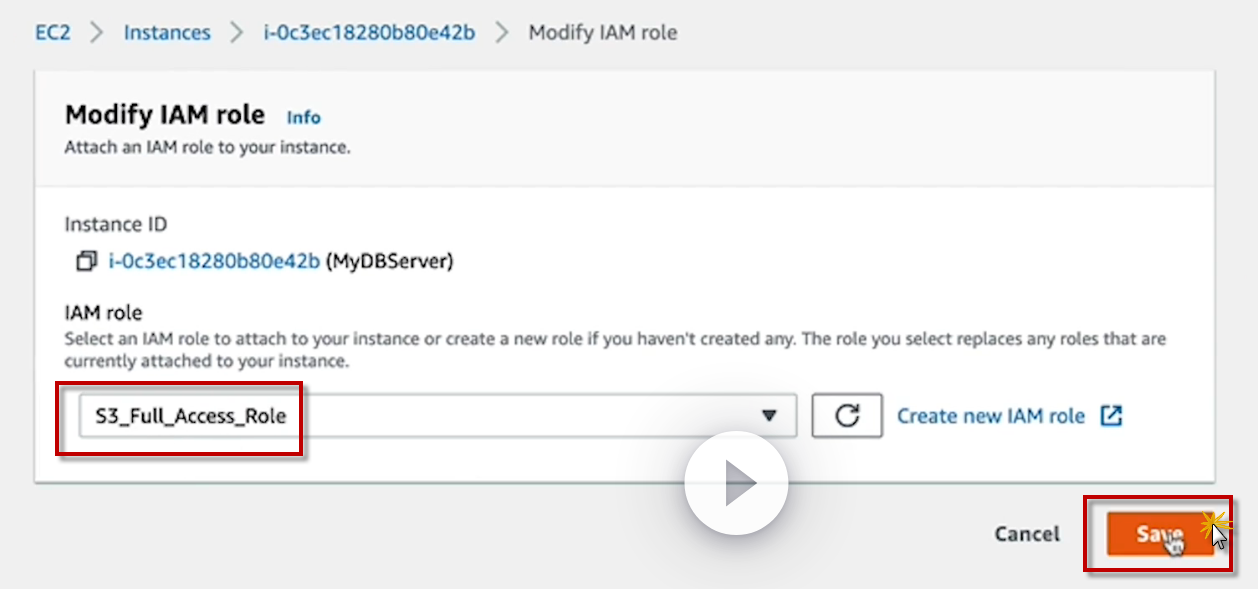 EC2 > Instances > i-0c3ec18280b80e42b > Modify IAM role
Modify IAM role Info
Attach an IAM role to your instance.
Instance ID
i-0c3ec18280b80e42b (MyDBServer)
IAM role
Select an IAM role to attach to your instance or create a new role if you haven't created any. The role you select replaces any roles that are
currently attached to your instance.
S3_Full_Access_Role
Create new IAM role
Cancel
Save